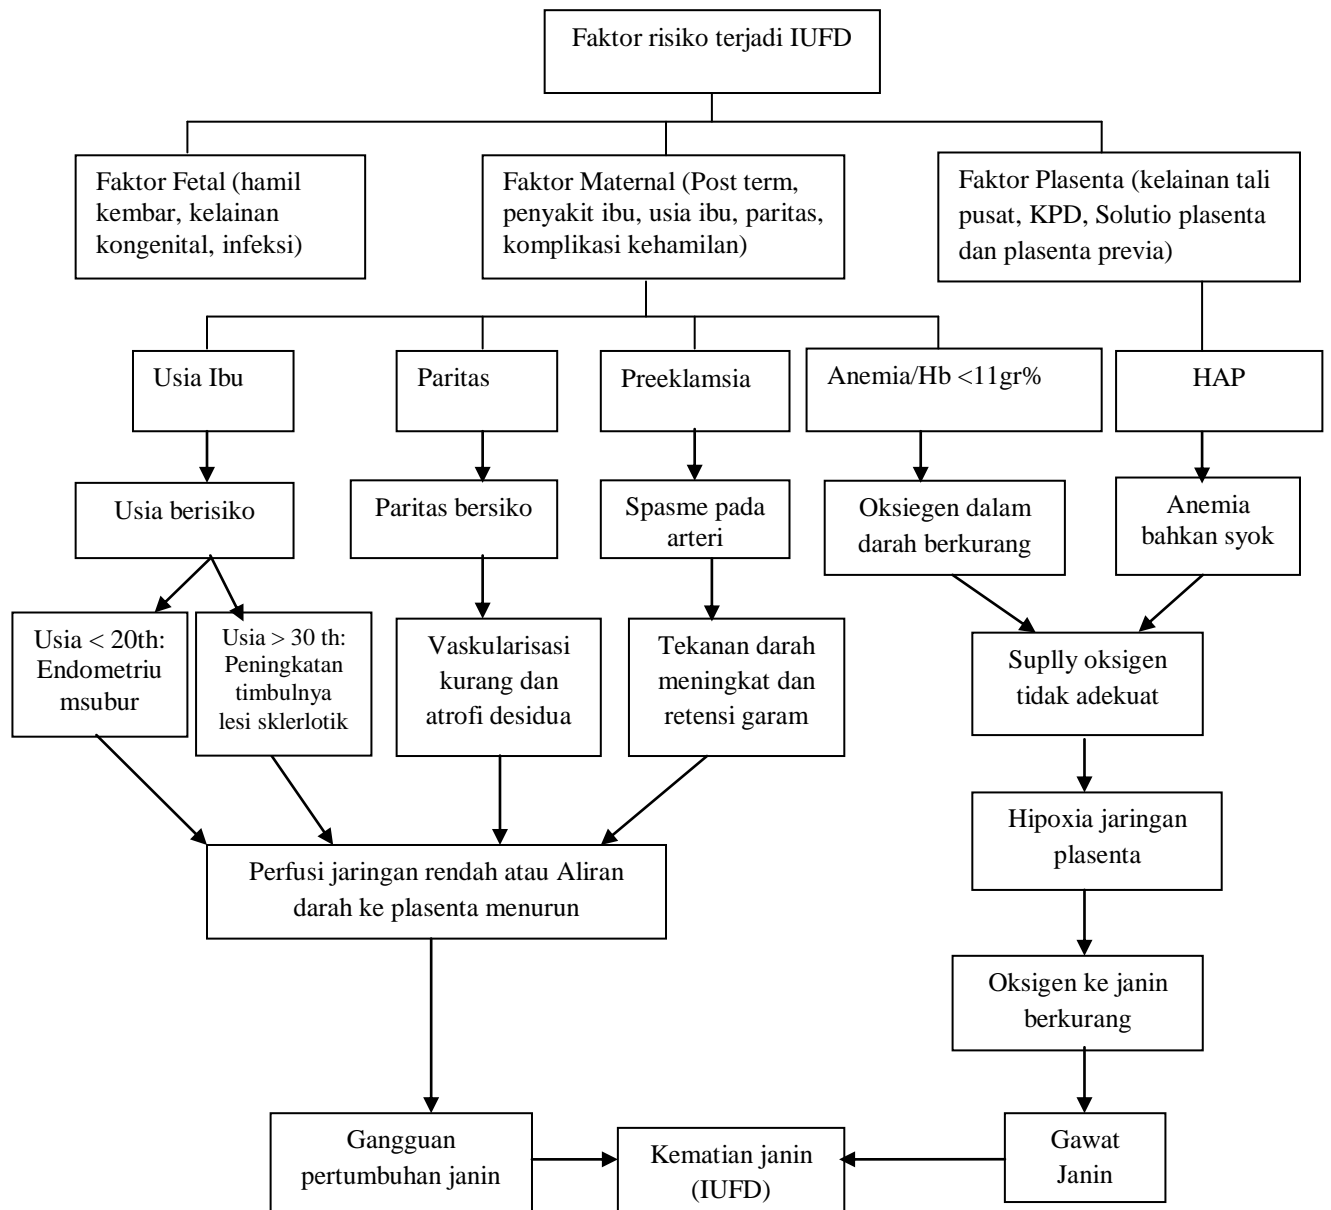 Faktor risiko terjadi IUFD
Faktor Fetal (hamil
kembar, kelainan
kongenital, infeksi)
Faktor Maternal (Post term,
penyakit ibu, usia ibu, paritas,
komplikasi kehamilan)
Faktor Plasenta (kelainan tali
pusat, KPD, Solutio plasenta
dan plasenta previa)
Usia Ibu
Paritas
Preeklamsia
Anemia/Hb <11gr%
HAP
Usia berisiko
Paritas bersiko
Spasme pada
arteri
Oksiegen dalam
darah berkurang
Anemia
bahkan syok
Usia < 20th:
Endometriu
msubur
Usia > 30 th:
Peningkatan
timbulnya
lesi sklerlotik
Vaskularisasi
kurang dan
atrofi desidua
Tekanan darah
meningkat dan
retensi garam
Suplly oksigen
tidak adekuat
Hipoxia jaringan
plasenta
Perfusi jaringan rendah atau Aliran
darah ke plasenta menurun
Oksigen ke janin
berkurang
Gangguan
pertumbuhan janin
Kematian janin
(IUFD)
Gawat
Janin